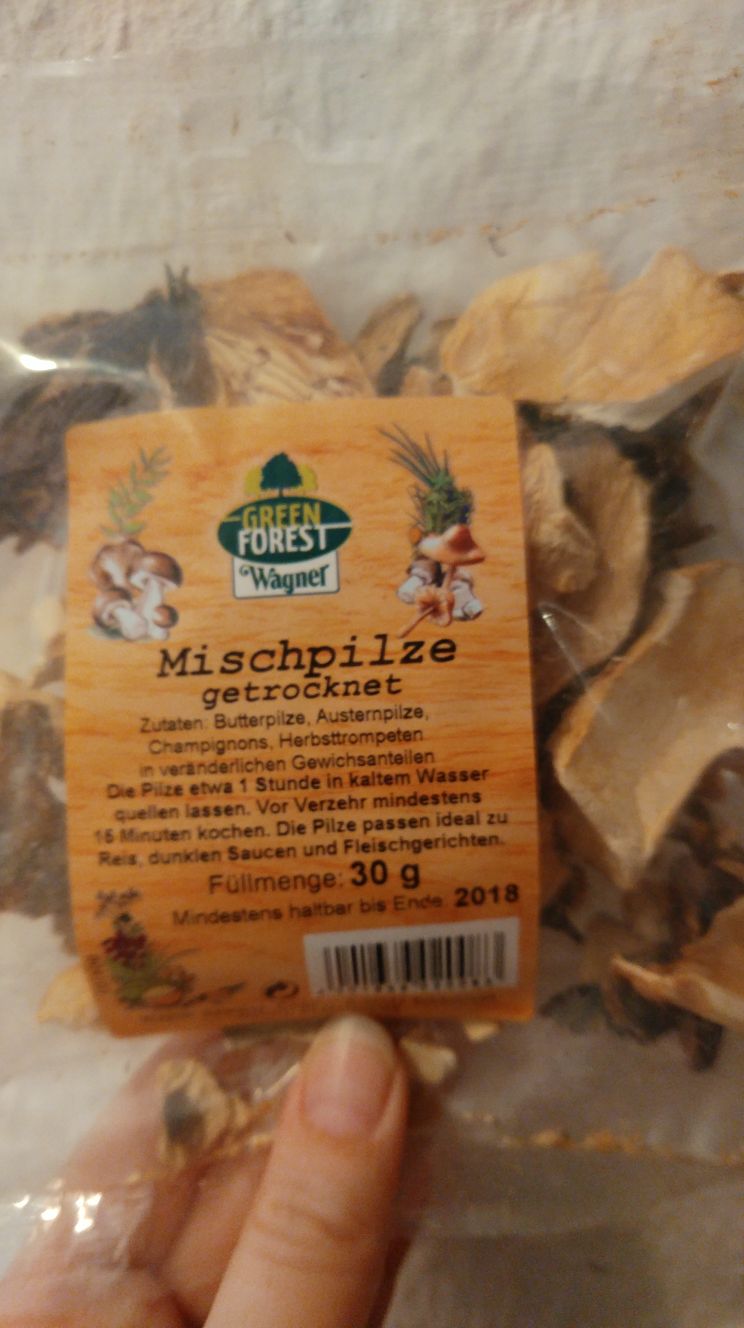 GREEN
FOREST
Wagner
Mischpilze
getrocknet
Zutaten: Butterpilze, Austernpilze,
Champignons, Herbsttrompeten
in veränderlichen Gewichsanteilen
Die Pilze etwa 1 Stunde in kaltem Wasser
quellen lassen. Vor Verzehr mindestens
15 Minuten kochen. Die Pilze passen ideal zu
Reis, dunklen Saucen und Fleischgerichten.
Füllmenge: 30 g
Mindestens haltbar bis Ende 2018